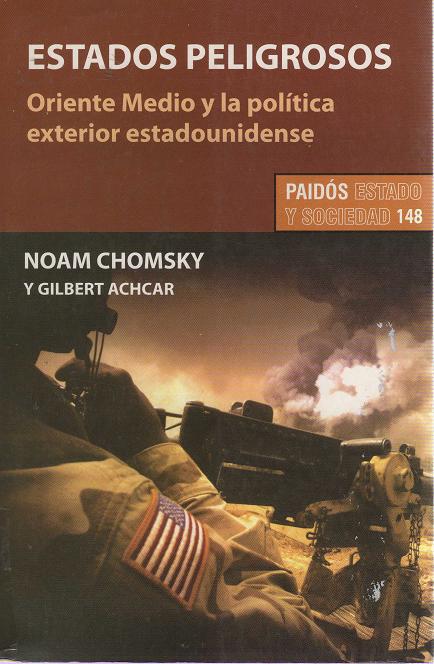 ESTADOS PELIGROSOS
Oriente Medio y la política
exterior estadounidense
PAIDÓS ESTADO
Y SOCIEDAD 148
NOAM CHOMSKY
Y GILBERT ACHCAR